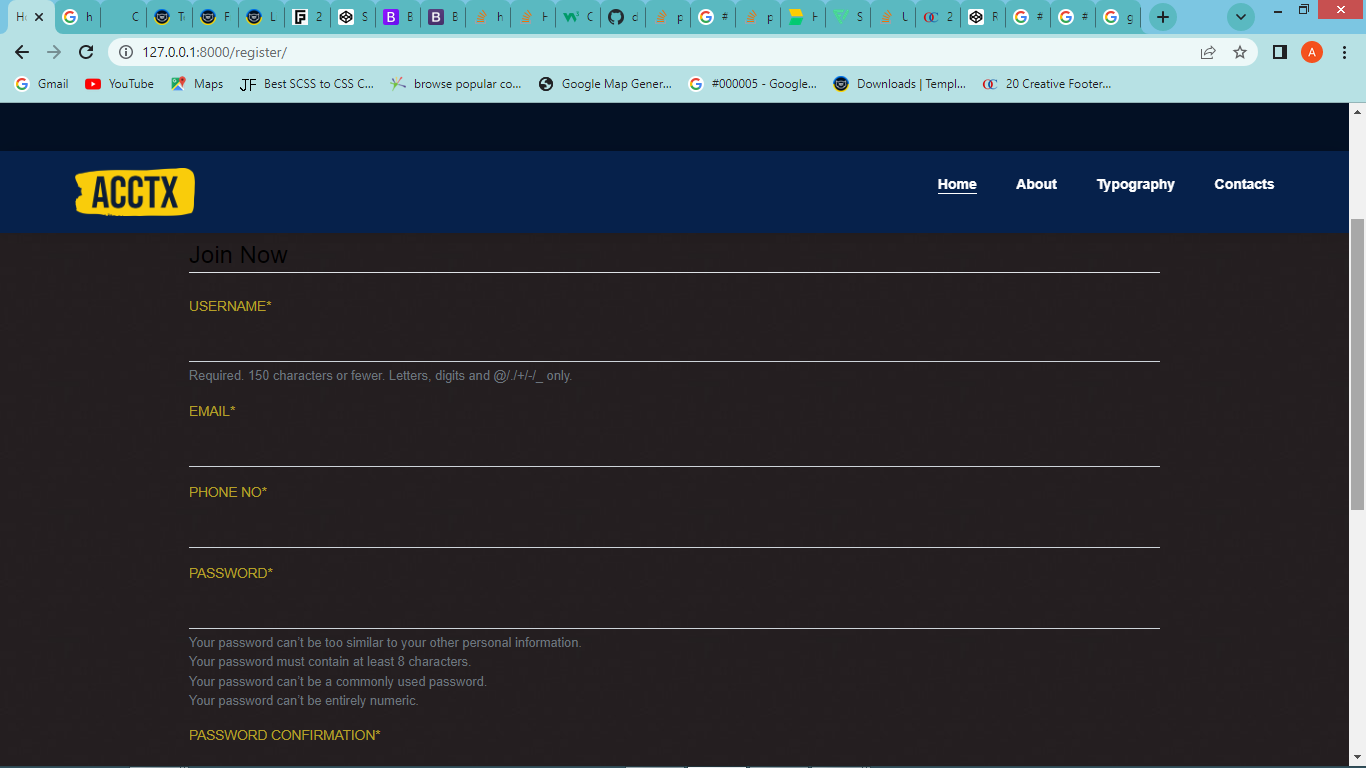 127.0.0.1:8000/register/
A
Gmail
YouTube
Maps
JF Best SCSS to CSS C...
browse popular co...
Google Map Gener...
#000005 - Google...
Downloads | Templ...
20 Creative Footer...
ACCTX
Home
About
Typography
Contacts
Join Now
USERNAME*
Required. 150 characters or fewer. Letters, digits and @/./+/-/_ only.
EMAIL*
PHONE NO*
PASSWORD*
Your password can't be too similar to your other personal information.
Your password must contain at least 8 characters.
Your password can't be a commonly used password.
Your password can't be entirely numeric.
PASSWORD CONFIRMATION*